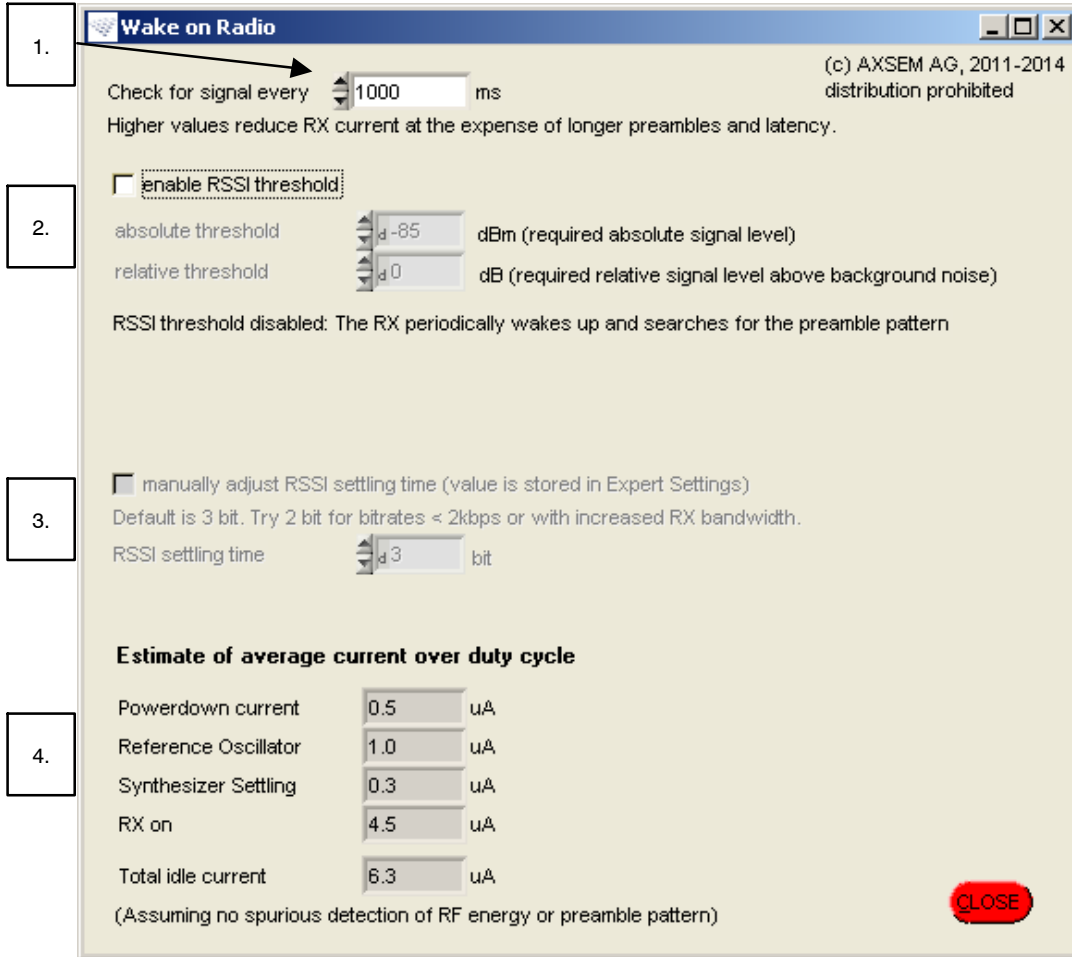 1.
Wake on Radio
(c) AXSEM AG, 2011-2014
distribution prohibited
Check for signal every 1000 ms
Higher values reduce RX current at the expense of longer preambles and latency.
enable RSSI threshold
2.
absolute threshold d -85 dBm (required absolute signal level)
relative threshold d 0 dB (required relative signal level above background noise)
RSSI threshold disabled: The RX periodically wakes up and searches for the preamble pattern
3.
manually adjust RSSI settling time (value is stored in Expert Settings)
Default is 3 bit. Try 2 bit for bitrates < 2kbps or with increased RX bandwidth.
RSSI settling time d 3 bit
Estimate of average current over duty cycle
4.
Powerdown current 0.5 uA
Reference Oscillator 1.0 uA
Synthesizer Settling 0.3 uA
RX on 4.5 uA
Total idle current 6.3 uA
(Assuming no spurious detection of RF energy or preamble pattern)
CLOSE